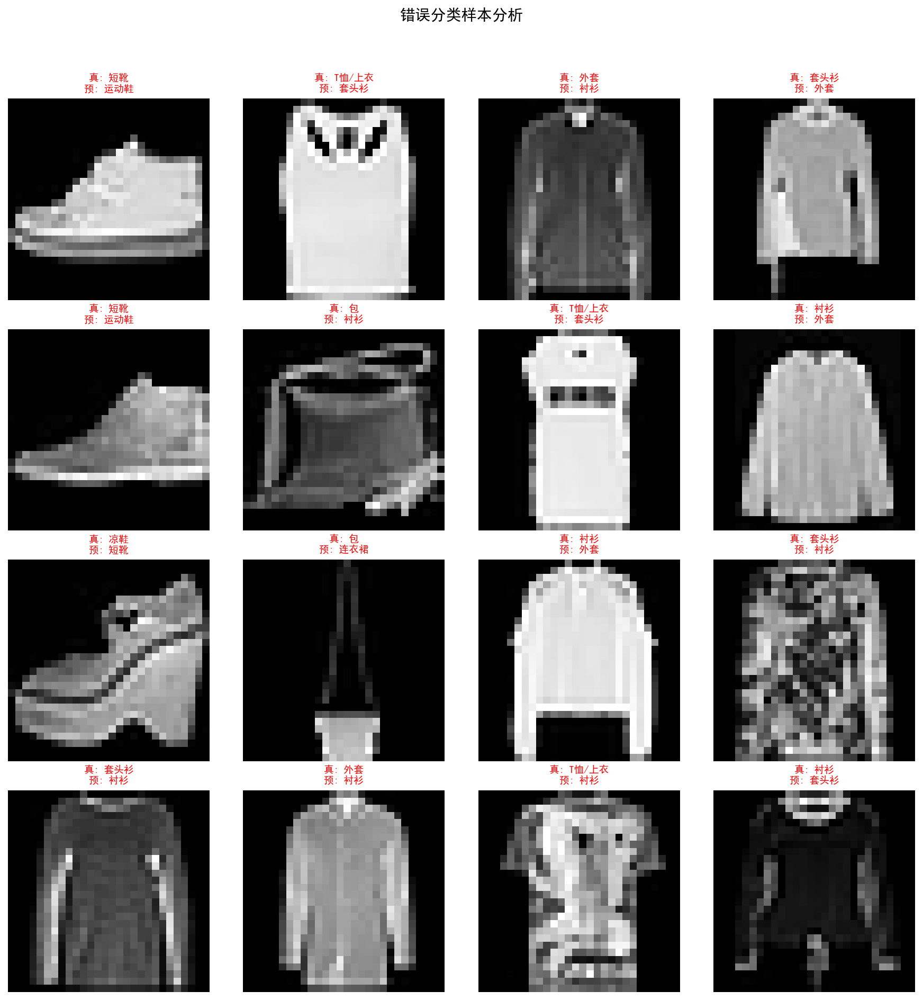 错误分类样本分析
真: 短靴
预: 运动鞋
真: T恤/上衣
预: 套头衫
真: 外套
预: 衬衫
真: 套头衫
预: 外套
真: 短靴
预: 运动鞋
真: 包
预: 衬衫
真: T恤/上衣
预: 套头衫
真: 衬衫
预: 外套
真: 凉鞋
预: 短靴
真: 包
预: 连衣裙
真: 衬衫
预: 外套
真: 套头衫
预: 衬衫
真: 套头衫
预: 衬衫
真: 外套
预: 衬衫
真: T恤/上衣
预: 衬衫
真: 衬衫
预: 套头衫